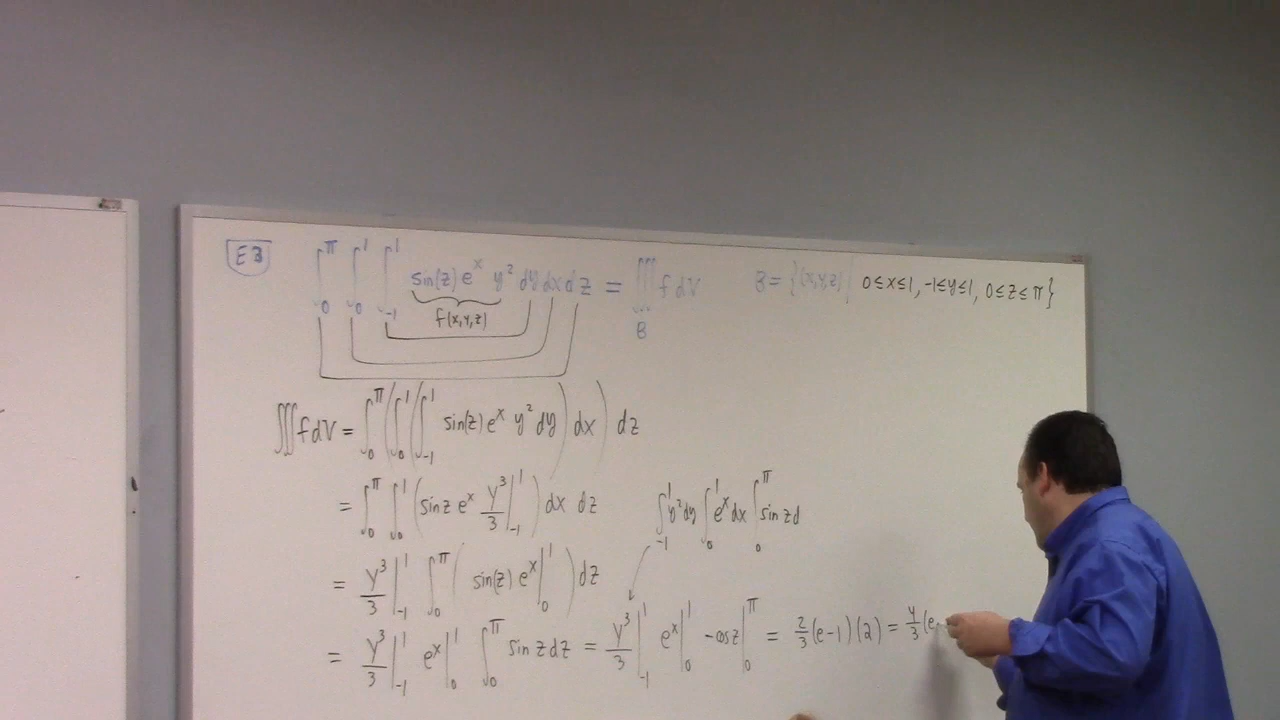 E3
∫₀^π ∫₀^1 ∫₋₁^1 sin(z) e^x y² dy dx dz = ∭_B f dV B = {(x,y,z) | 0≤x≤1, -1≤y≤1, 0≤z≤π}
f(x,y,z)
∭ f dV = ∫₀^π (∫₀^1 (∫₋₁^1 sin(z) e^x y² dy) dx) dz
= ∫₀^π ∫₀^1 (sin z e^x y³/3 |₋₁^1) dx dz
∫₋₁^1 y² dy ∫₀^1 e^x dx ∫₀^π sin z d
= y³/3 |₋₁^1 ∫₀^π (sin(z) e^x |₀^1) dz
= y³/3 |₋₁^1 e^x |₀^1 ∫₀^π sin z dz = y³/3 |₋₁^1 e^x |₀^1 -cos z |₀^π = 2/3 (e-1)(2) = 4/3 (e